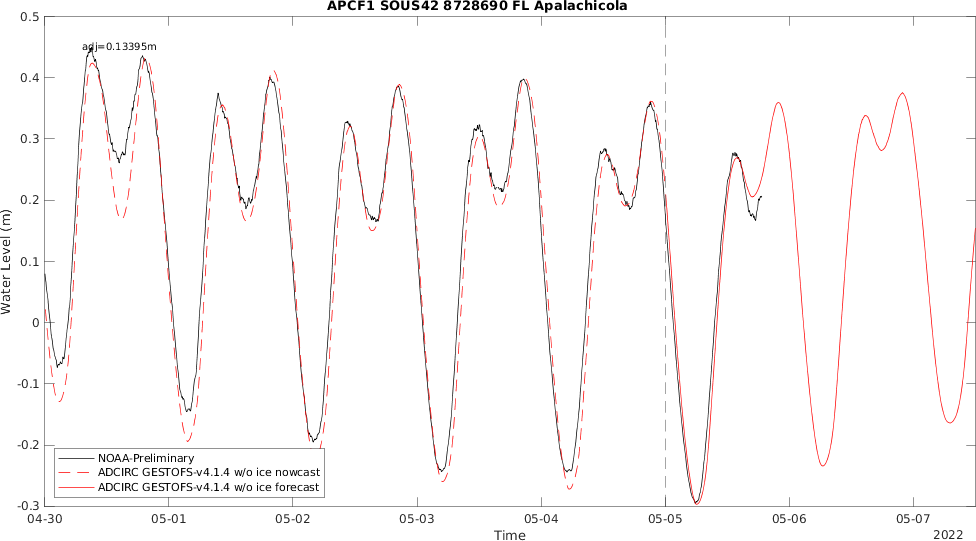 APCF1 SOUS42 8728690 FL Apalachicola
adj=0.13395m
0.5
0.4
0.3
0.2
0.1
0
-0.1
-0.2
-0.3
Water Level (m)
NOAA-Preliminary
ADCIRC GESTOFS-v4.1.4 w/o ice nowcast
ADCIRC GESTOFS-v4.1.4 w/o ice forecast
04-30 05-01 05-02 05-03 05-04 05-05 05-06 05-07
Time
2022